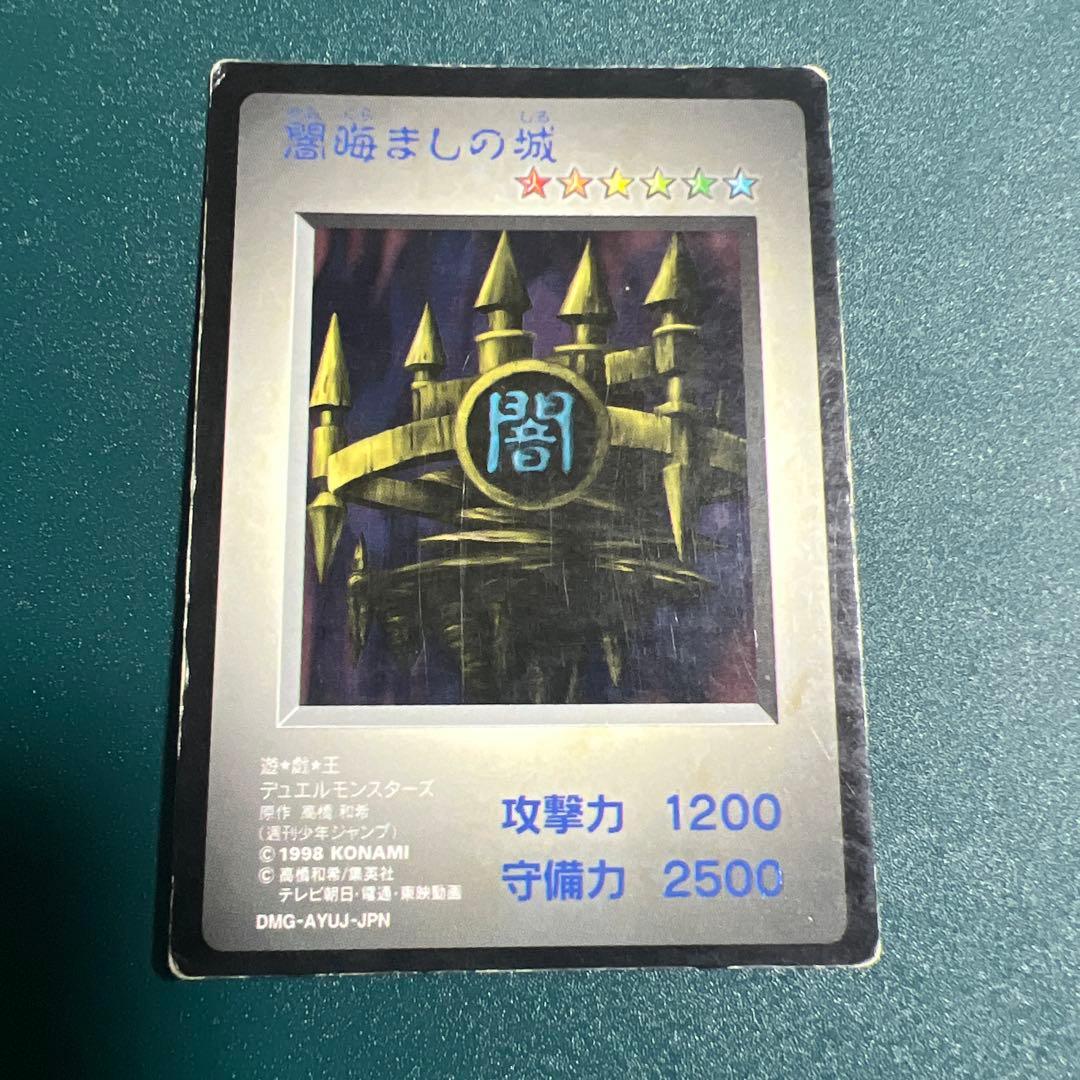 闇晦ましの城
しろ
闇
遊★戯★王
デュエルモンスターズ
原作 高橋 和希
(週刊少年ジャンプ)
© 1998 KONAMI
© 高橋和希/集英社
テレビ朝日・電通・東映動画
DMG-AYUJ-JPN
攻撃力 1200
守備力 2500